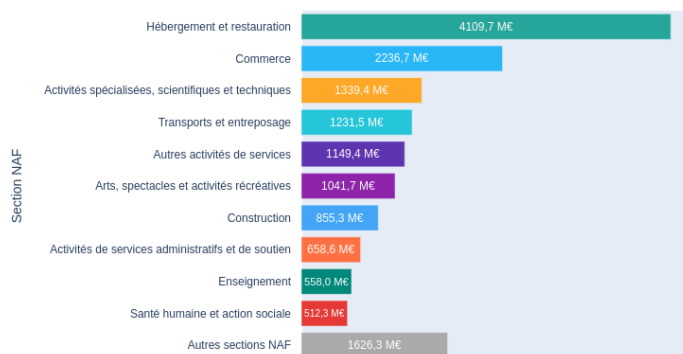 Section NAF
Hébergement et restauration 4109,7 M€
Commerce 2236,7 M€
Activités spécialisées, scientifiques et techniques 1339,4 M€
Transports et entreposage 1231,5 M€
Autres activités de services 1149,4 M€
Arts, spectacles et activités récréatives 1041,7 M€
Construction 855,3 M€
Activités de services administratifs et de soutien 658,6 M€
Enseignement 558,0 M€
Santé humaine et action sociale 512,3 M€
Autres sections NAF 1626,3 M€